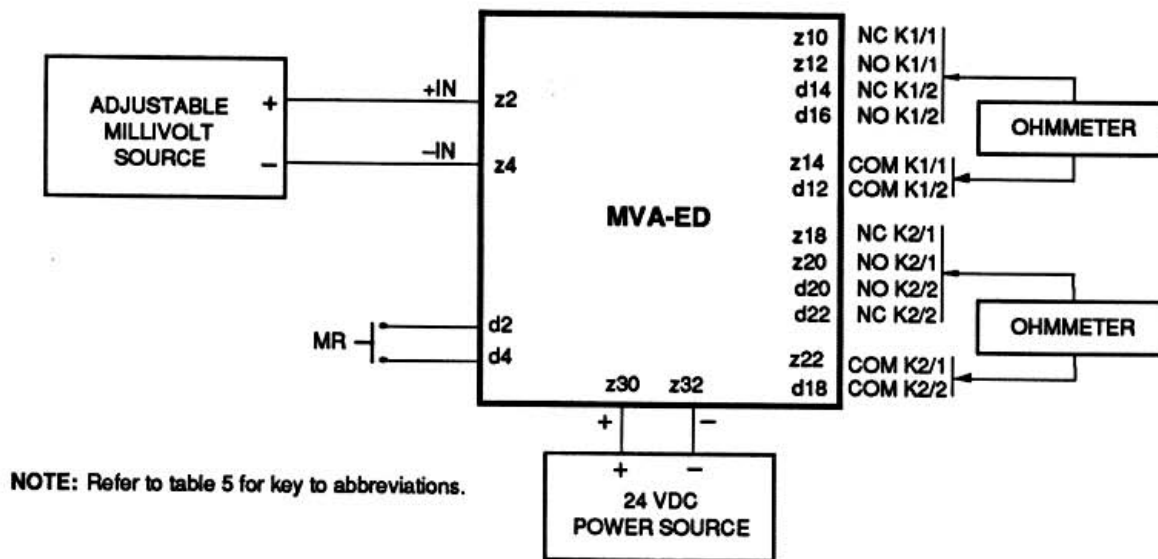 ADJUSTABLE
MILLIVOLT
SOURCE
+
−
+IN
−IN
z2
z4
MVA-ED
MR
d2
d4
z30 z32
+ −
+ −
24 VDC
POWER SOURCE
z10 NC K1/1
z12 NO K1/1
d14 NC K1/2
d16 NO K1/2
OHMMETER
z14 COM K1/1
d12 COM K1/2
z18 NC K2/1
z20 NO K2/1
d20 NO K2/2
d22 NC K2/2
OHMMETER
z22 COM K2/1
d18 COM K2/2
NOTE: Refer to table 5 for key to abbreviations.